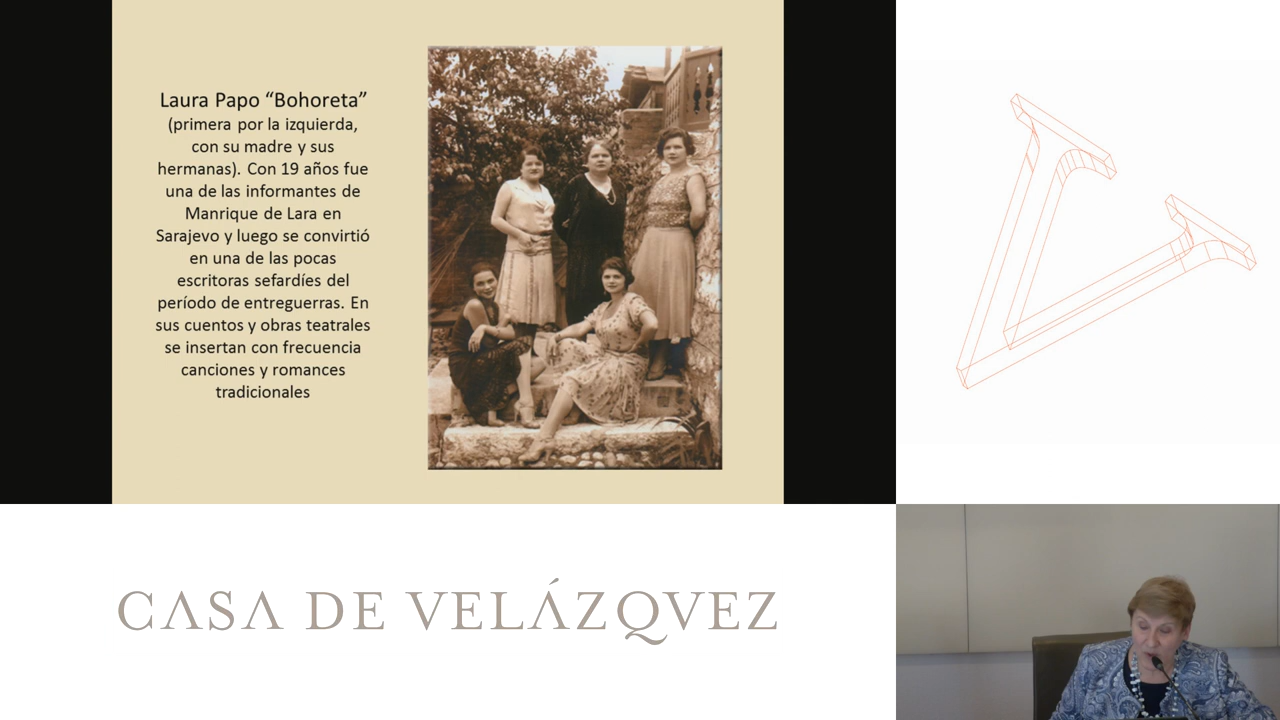 Laura Papo “Bohoreta”
(primera por la izquierda,
con su madre y sus
hermanas). Con 19 años fue
una de las informantes de
Manrique de Lara en
Sarajevo y luego se convirtió
en una de las pocas
escritoras sefardíes del
período de entreguerras. En
sus cuentos y obras teatrales
se insertan con frecuencia
canciones y romances
tradicionales
CASA DE VELÁZQVEZ